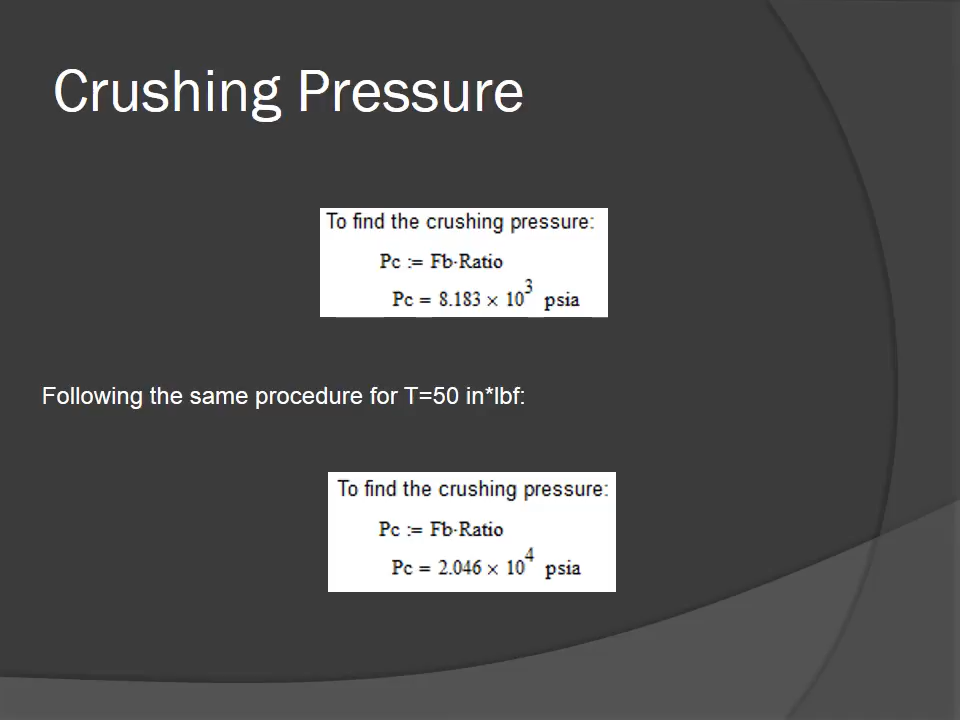 Crushing Pressure
To find the crushing pressure:
Pc := Fb·Ratio
Pc = 8.183 × 10³ psia
Following the same procedure for T=50 in*lbf:
To find the crushing pressure:
Pc := Fb·Ratio
Pc = 2.046 × 10⁴ psia